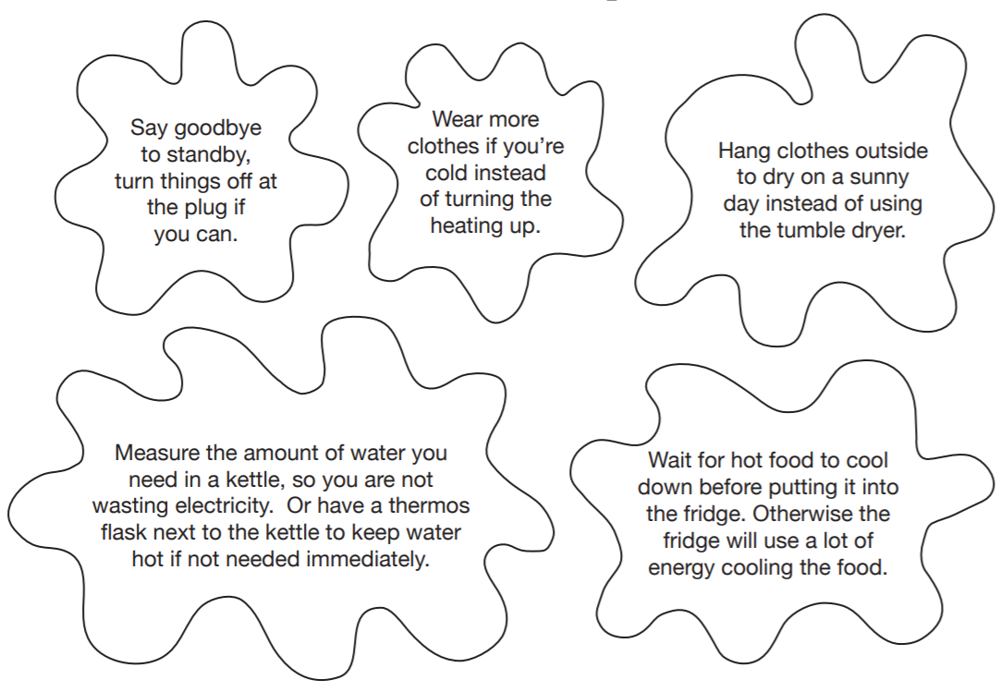 Say goodbye
to standby,
turn things off at
the plug if
you can.
Wear more
clothes if you’re
cold instead
of turning the
heating up.
Hang clothes outside
to dry on a sunny
day instead of using
the tumble dryer.
Measure the amount of water you
need in a kettle, so you are not
wasting electricity.  Or have a thermos
flask next to the kettle to keep water
hot if not needed immediately.
Wait for hot food to cool
down before putting it into
the fridge. Otherwise the
fridge will use a lot of
energy cooling the food.